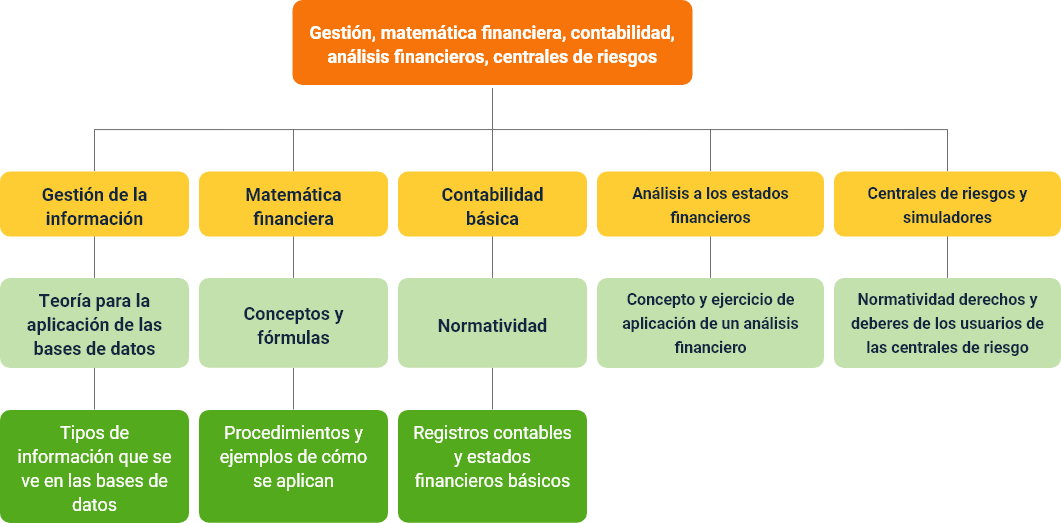 Gestión, matemática financiera, contabilidad,
análisis financieros, centrales de riesgos
Gestión de la
información
Matemática
financiera
Contabilidad
básica
Análisis a los estados
financieros
Centrales de riesgos y
simuladores
Teoría para la
aplicación de las
bases de datos
Conceptos y
fórmulas
Normatividad
Concepto y ejercicio de
aplicación de un análisis
financiero
Normatividad derechos y
deberes de los usuarios de
las centrales de riesgo
Tipos de
información que se
ve en las bases de
datos
Procedimientos y
ejemplos de cómo
se aplican
Registros contables
y estados
financieros básicos